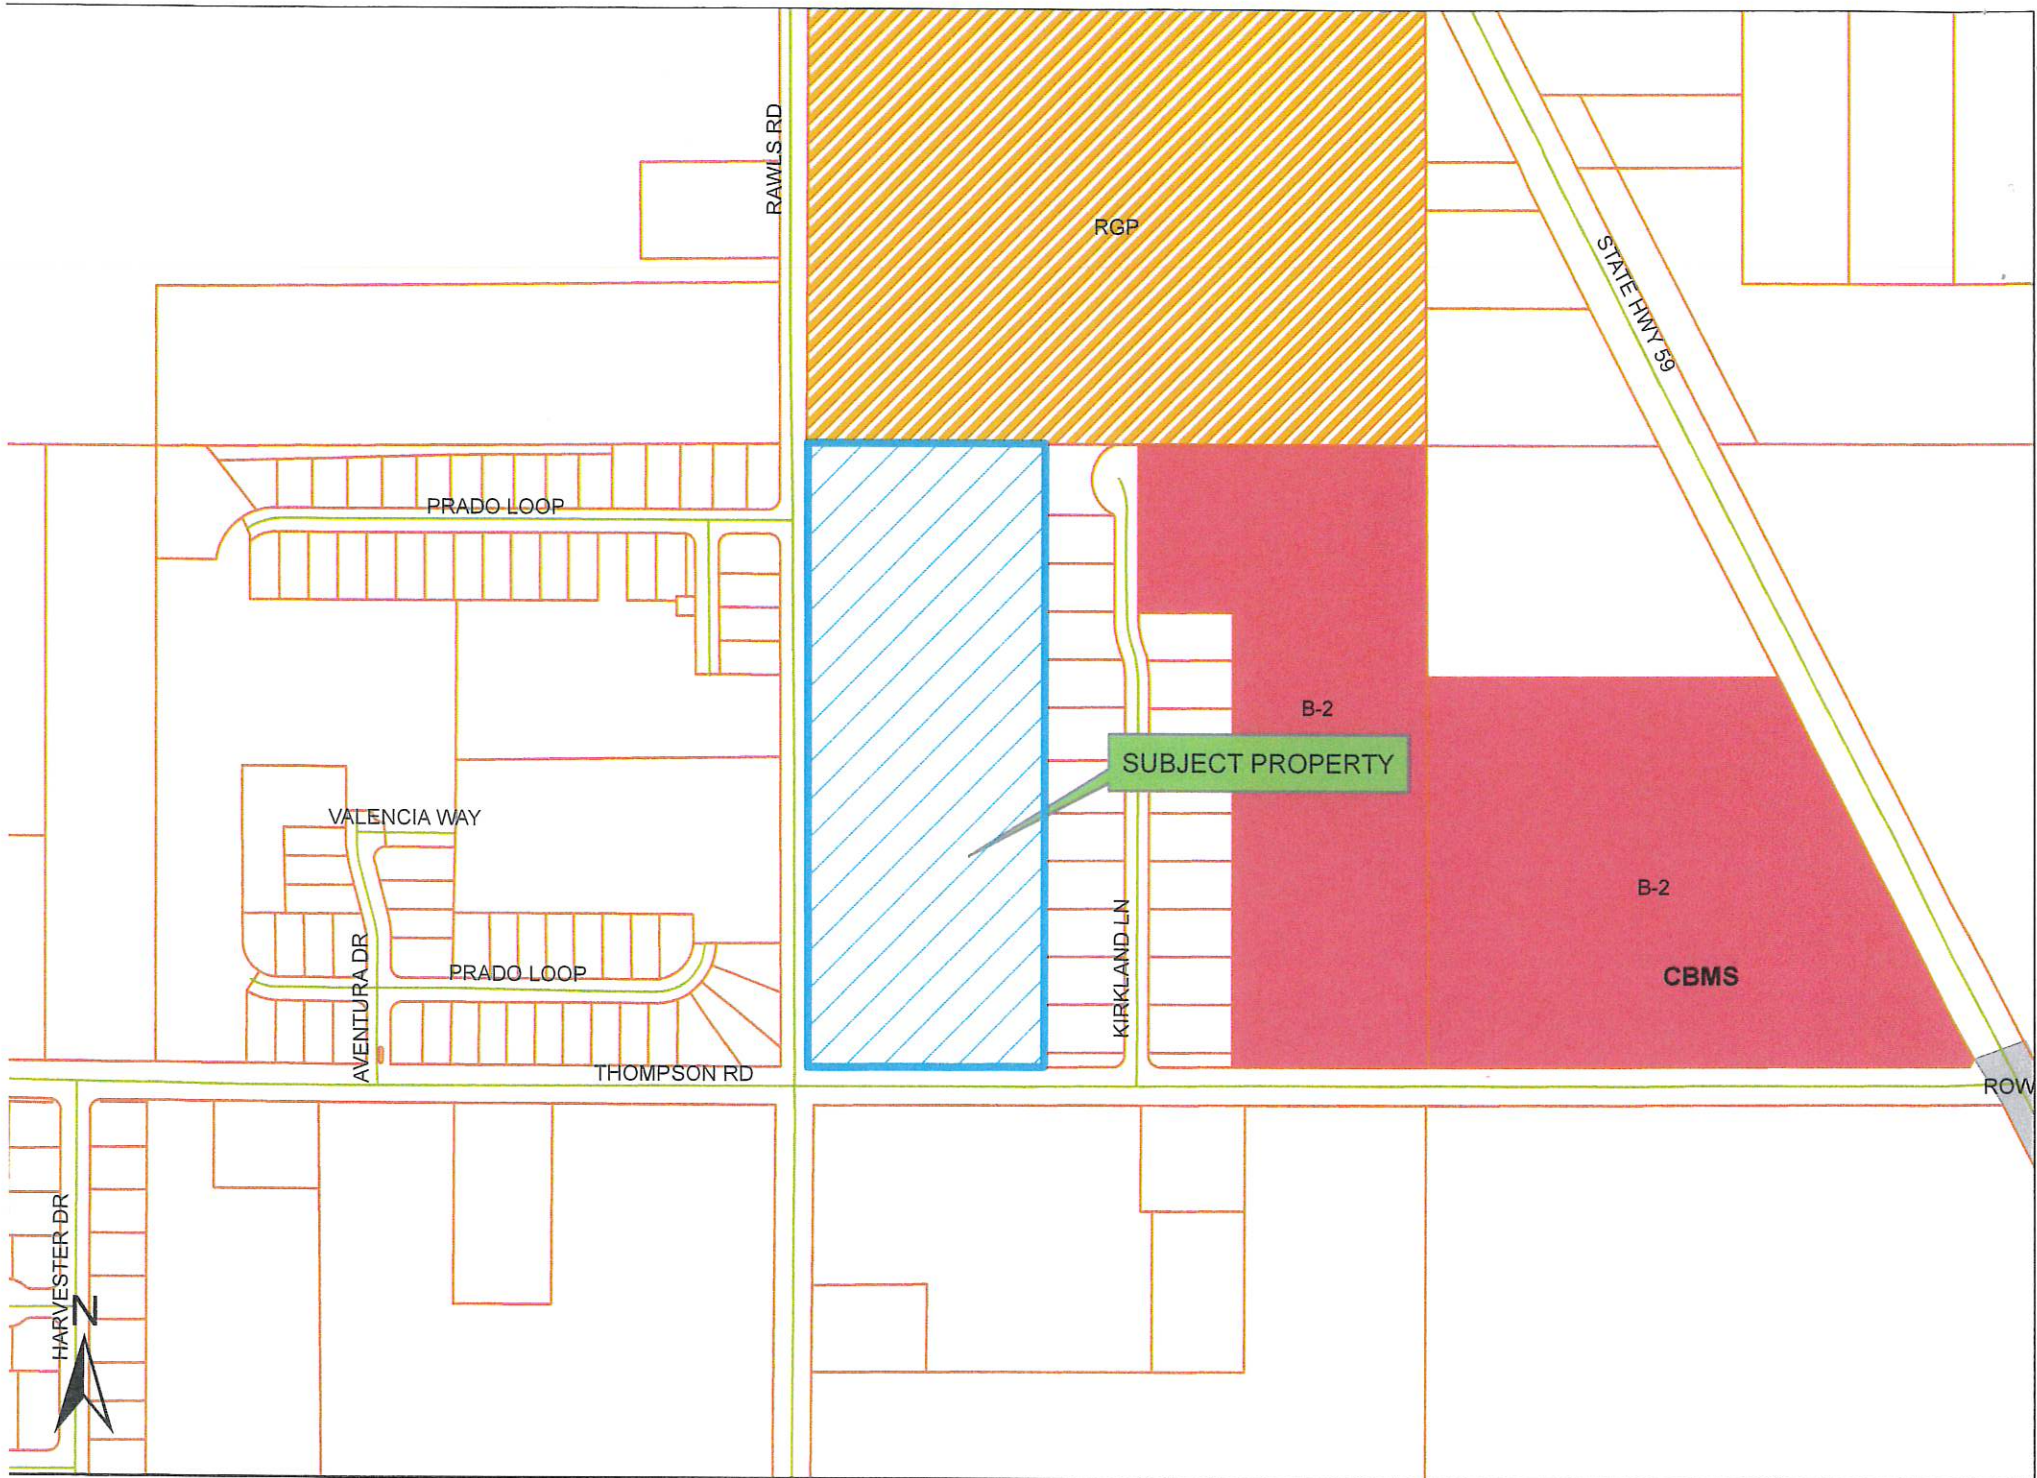 RAWLS RD
RGP
STATE HWY 59
PRADO LOOP
B-2
SUBJECT PROPERTY
VALENCIA WAY
B-2
KIRKLAND LN
AVENTURA DR
PRADO LOOP
CBMS
THOMPSON RD
ROW
HARVESTER DR
N